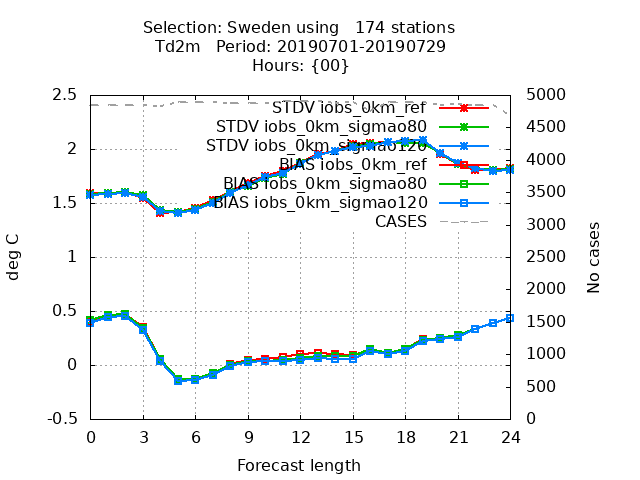 Selection: Sweden using 174 stations
Td2m Period: 20190701-20190729
Hours: {00}
STDV iobs_0km_ref
STDV iobs_0km_sigmao80
STDV iobs_0km_sigmao120
BIAS iobs_0km_ref
BIAS iobs_0km_sigmao80
BIAS iobs_0km_sigmao120
CASES
2.5
2
1.5
1
0.5
0
-0.5
deg C
5000
4500
4000
3500
3000
2500
2000
1500
1000
500
0
No cases
0 3 6 9 12 15 18 21 24
Forecast length